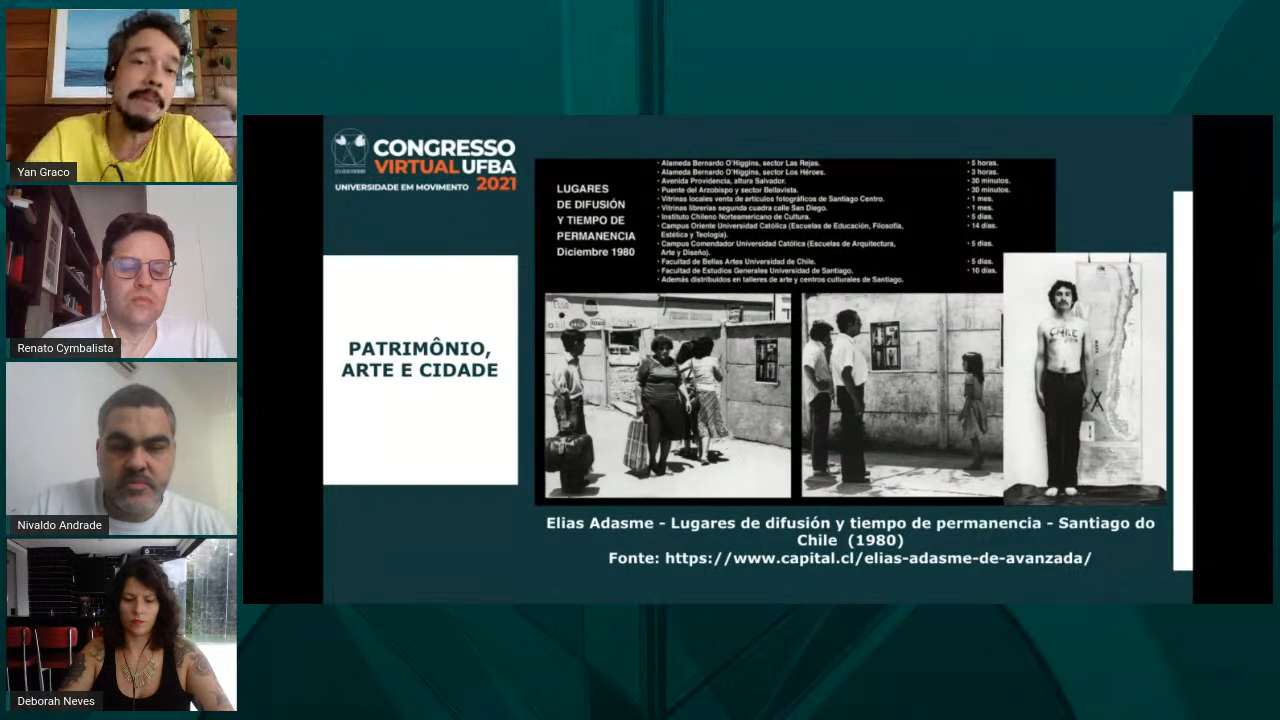 Yan Graco
Renato Cymbalista
Nivaldo Andrade
Deborah Neves
CONGRESSO
VIRTUAL UFBA
UNIVERSIDADE EM MOVIMENTO 2021
PATRIMÔNIO,
ARTE E CIDADE
LUGARES
DE DIFUSIÓN
Y TIEMPO DE
PERMANENCIA
Diciembre 1980
· Alameda Bernardo O'Higgins, sector Las Rejas. · 5 horas.
· Alameda Bernardo O'Higgins, sector Los Héroes. · 3 horas.
· Avenida Providencia, altura Salvador. · 30 minutos.
· Puente del Arzobispo y sector Bellavista. · 30 minutos.
· Vitrinas locales venta de artículos fotográficos de Santiago Centro. · 1 mes.
· Vitrinas librerías segunda cuadra calle San Diego. · 1 mes.
· Instituto Chileno Norteamericano de Cultura. · 5 días.
· Campus Oriente Universidad Católica (Escuelas de Educación, Filosofía, · 14 días.
Estética y Teología).
· Campus Comendador Universidad Católica (Escuelas de Arquitectura, · 5 días.
Arte y Diseño).
· Facultad de Bellas Artes Universidad de Chile. · 5 días.
· Facultad de Estudios Generales Universidad de Santiago. · 10 días.
· Además distribuidos en talleres de arte y centros culturales de Santiago.
Esso
CHILE
Elias Adasme - Lugares de difusión y tiempo de permanencia - Santiago do
Chile (1980)
Fonte: https://www.capital.cl/elias-adasme-de-avanzada/